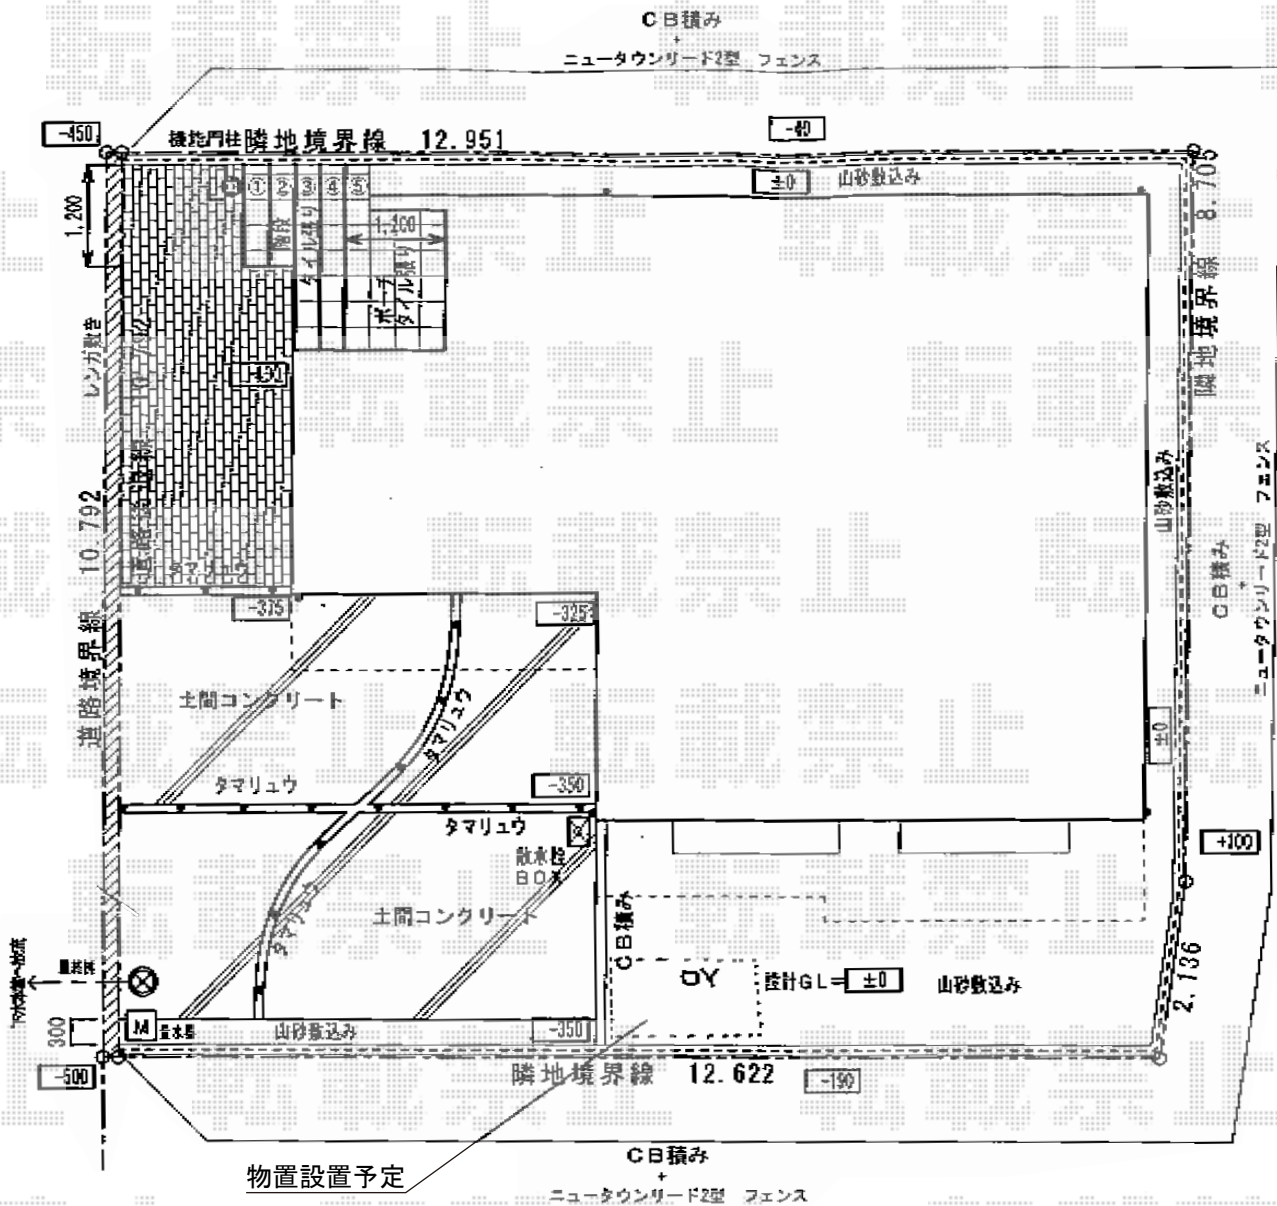 CB積み
+
ニュータウンリード2型 フェンス
-450
機能門柱
隣地境界線 12.951
-40
±0
山砂敷込み
8.705
隣地境界線
1,200
①
②
③
④
⑤
階段
タイル張り
1,200
ポーチ
タイル張り
レンガ敷き
道路境界線 10.792
タマリュウ
-375
-325
土間コンクリート
タマリュウ
タマリュウ
-350
タマリュウ
散水栓
BOX
タマリュウ
土間コンクリート
CB積み
山砂敷込み
±0
CB積み
+
ニュータウンリード2型 フェンス
+100
2.136
設計GL=
±0
山砂敷込み
300
M
量水器
山砂敷込み
-350
-500
隣地境界線 12.622
-190
物置設置予定
CB積み
+
ニュータウンリード2型 フェンス
転載禁止